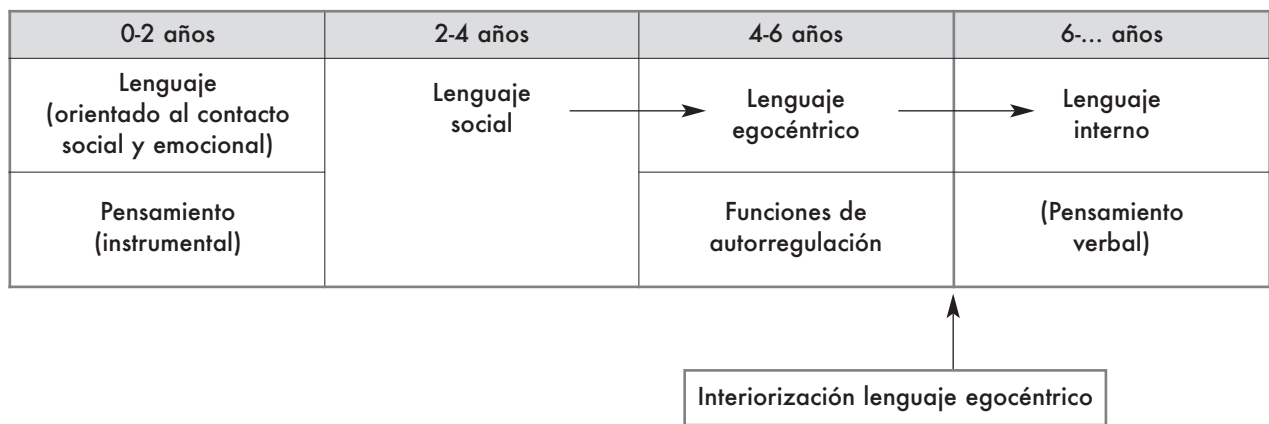 0-2 años
2-4 años
4-6 años
6-... años
Lenguaje
(orientado al contacto
social y emocional)
Lenguaje
social
Lenguaje
egocéntrico
Lenguaje
interno
Pensamiento
(instrumental)
Funciones de
autorregulación
(Pensamiento
verbal)
Interiorización lenguaje egocéntrico